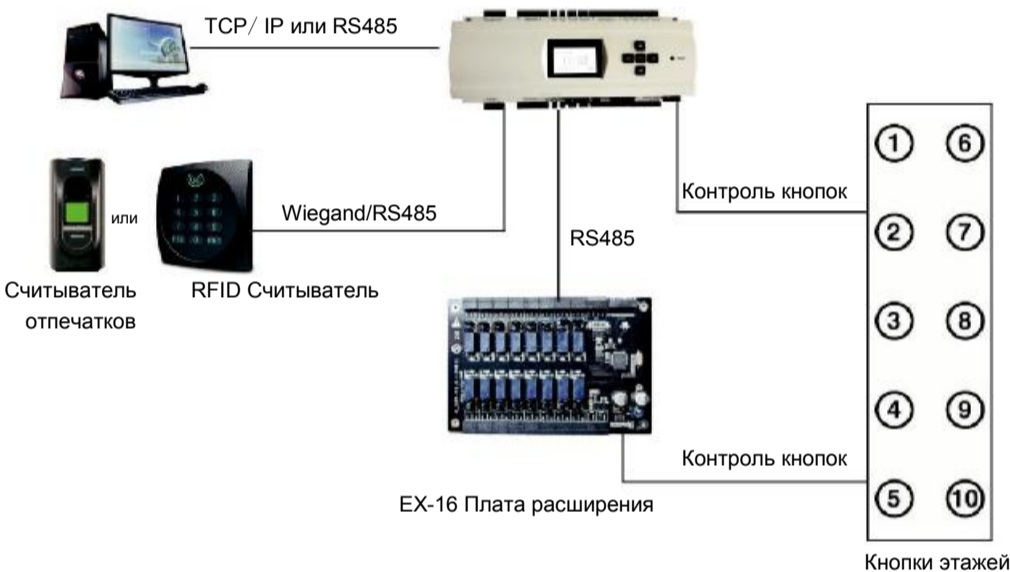 TCP/ IP или RS485
или
Wiegand/RS485
Считыватель
отпечатков
RFID Считыватель
RS485
Контроль кнопок
Контроль кнопок
EX-16 Плата расширения
1 6
2 7
3 8
4 9
5 10
Кнопки этажей